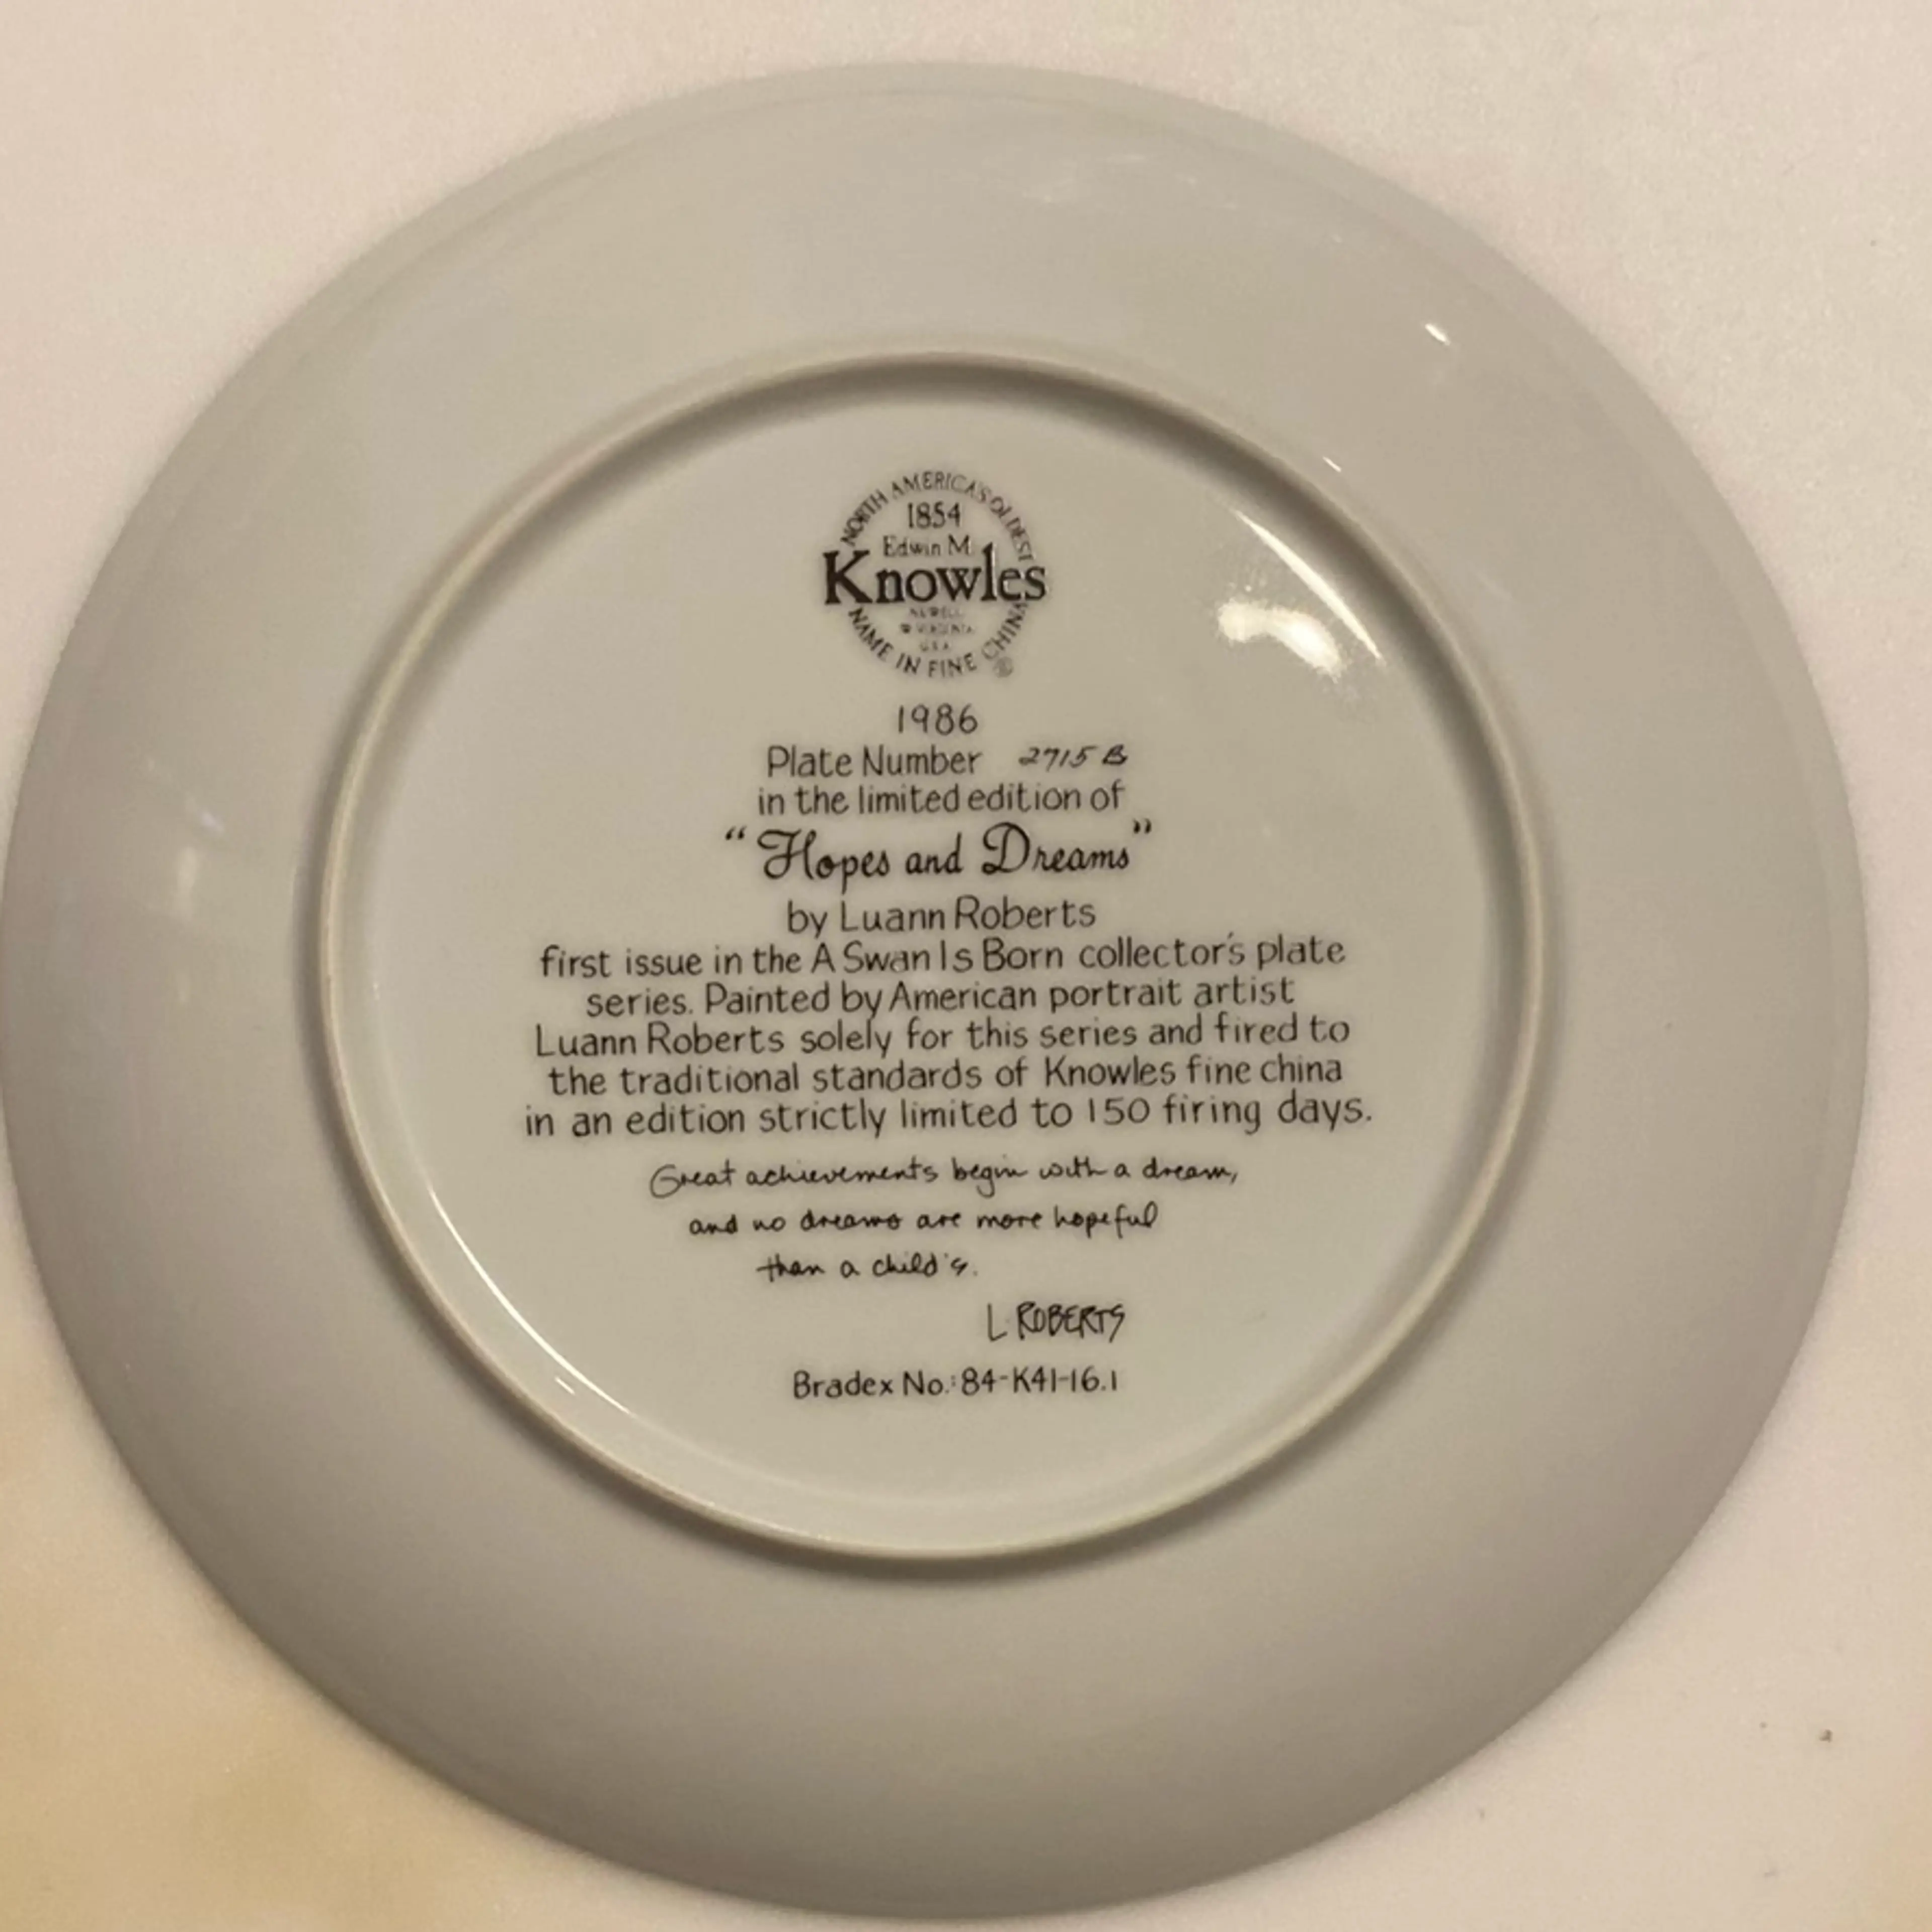 NORTH AMERICA'S OLDEST
1854
Edwin M.
Knowles
NEWELL
W. VIRGINIA
U.S.A.
NAME IN FINE CHINA
1986
Plate Number 2715 B
in the limited edition of
“Hopes and Dreams”
by Luann Roberts
first issue in the A Swan Is Born collector's plate
series. Painted by American portrait artist
Luann Roberts solely for this series and fired to
the traditional standards of Knowles fine china
in an edition strictly limited to 150 firing days.
Great achievements begin with a dream,
and no dreams are more hopeful
than a child's.
L ROBERTS
Bradex No.: 84-K41-16.1